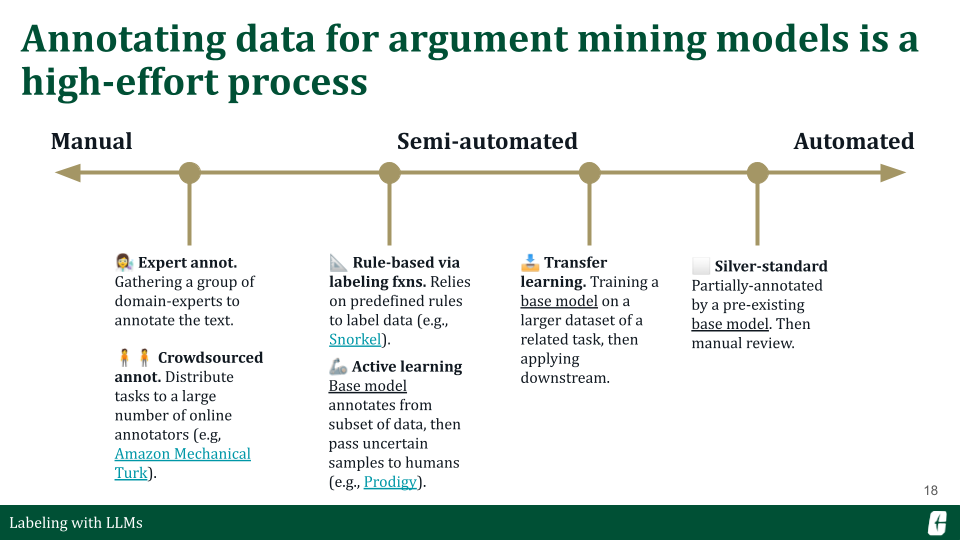 Annotating data for argument mining models is a
high-effort process
Manual
Semi-automated
Automated
Expert annot.
Gathering a group of
domain-experts to
annotate the text.
Crowdsourced
annot. Distribute
tasks to a large
number of online
annotators (e.g,
Amazon Mechanical
Turk).
Rule-based via
labeling fxns. Relies
on predefined rules
to label data (e.g.,
Snorkel).
Active learning
Base model
annotates from
subset of data, then
pass uncertain
samples to humans
(e.g., Prodigy).
Transfer
learning. Training a
base model on a
larger dataset of a
related task, then
applying
downstream.
Silver-standard
Partially-annotated
by a pre-existing
base model. Then
manual review.
18
Labeling with LLMs